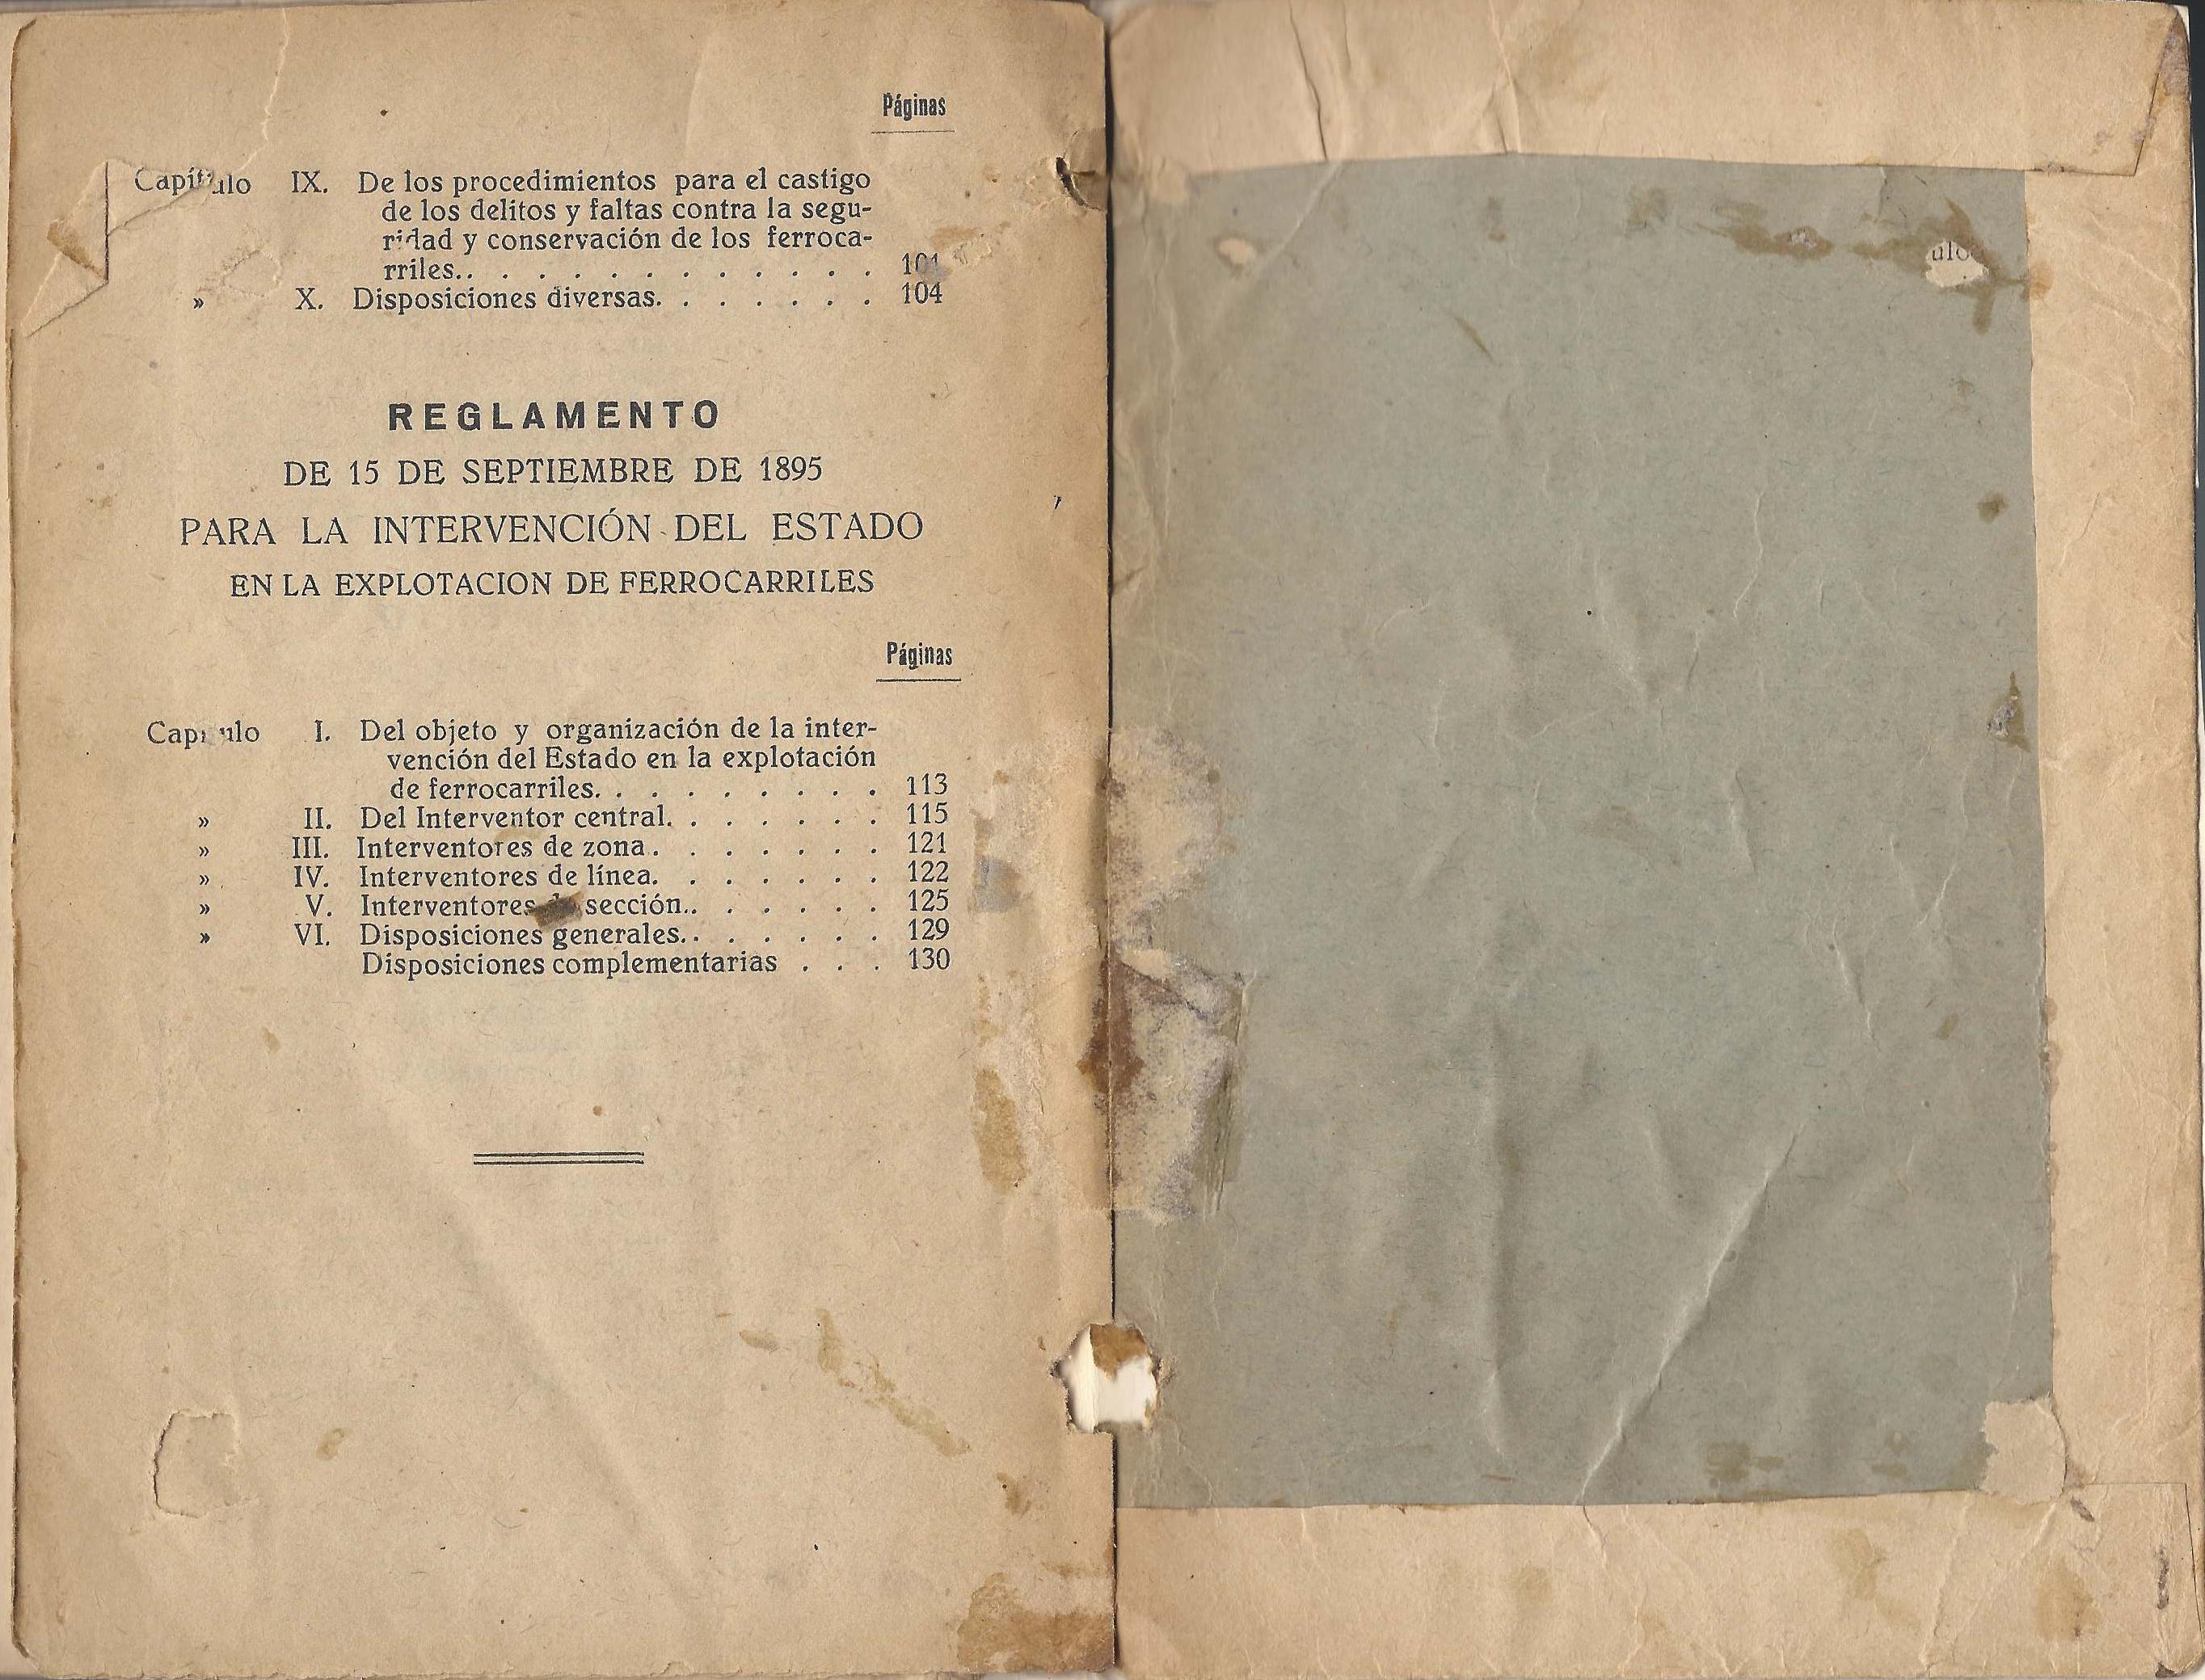 Páginas
Capítulo IX. De los procedimientos para el castigo
de los delitos y faltas contra la segu-
ridad y conservación de los ferroca-
rriles.. . . . . . . . . . . . 101
» X. Disposiciones diversas. . . . . . . 104
REGLAMENTO
DE 15 DE SEPTIEMBRE DE 1895
PARA LA INTERVENCIÓN DEL ESTADO
EN LA EXPLOTACION DE FERROCARRILES
Páginas
Capítulo I. Del objeto y organización de la inter-
vención del Estado en la explotación
de ferrocarriles. . . . . . . . . 113
» II. Del Interventor central. . . . . . . 115
» III. Interventores de zona. . . . . . . 121
» IV. Interventores de línea. . . . . . . 122
» V. Interventores de sección.. . . . . . 125
» VI. Disposiciones generales.. . . . . . 129
Disposiciones complementarias . . . 130
ulo